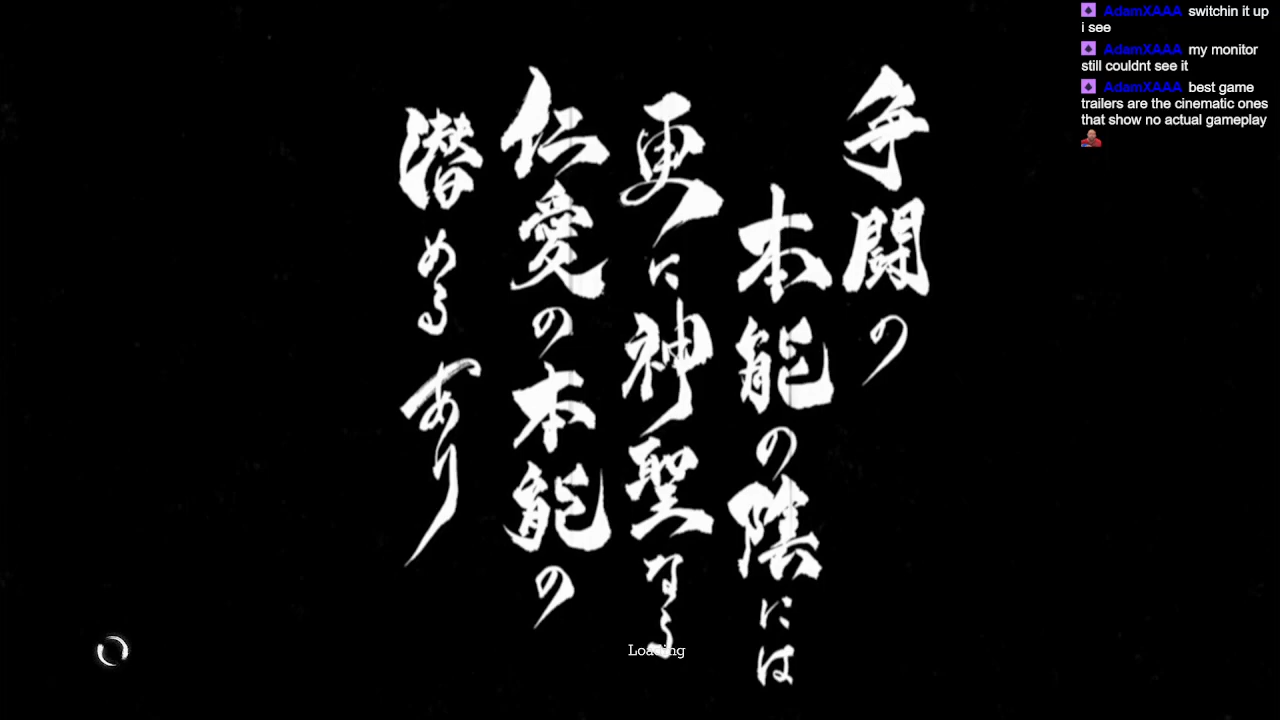 争闘の
本能の陰には
更に神聖なる
仁愛の本能の
潜めるあり
Loading
AdamXAAA switchin it up
i see
AdamXAAA my monitor
still couldnt see it
AdamXAAA best game
trailers are the cinematic ones
that show no actual gameplay